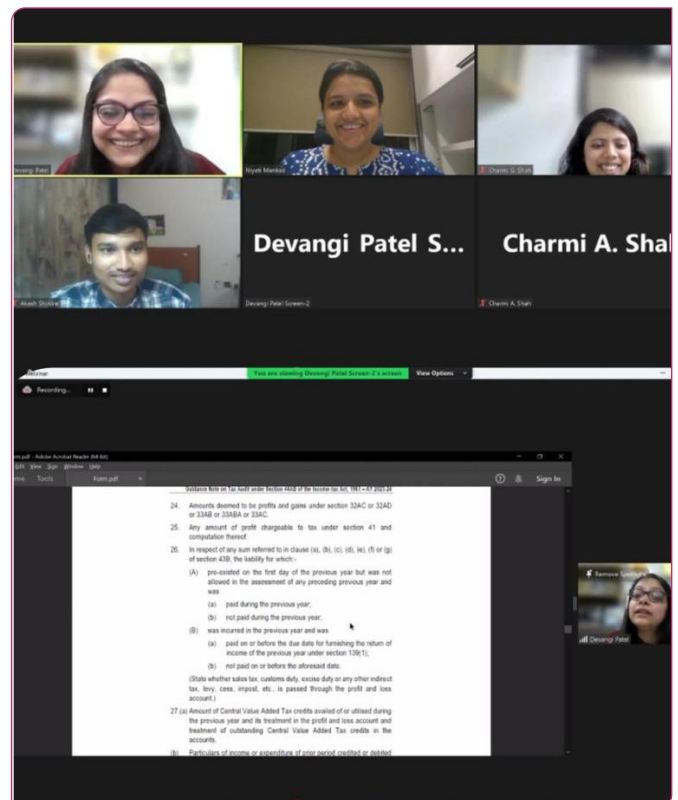 Devangi Patel
Niyati Mankad
Charmi G. Shah
Akash Shokre
Devangi Patel S...
Devangi Patel Screen-2
Charmi A. Shal
Charmi A. Shah
Webinar
You are viewing Devangi Patel Screen-2's screen
View Options
Recording...
orm.pdf - Adobe Acrobat Reader (64-bit)
Edit View Sign Window Help
me Tools
Form.pdf
Sign In
Guidance Note on Tax Audit under Section 44AB of the Income-tax Act, 1961 – AY 2023-24
24. Amounts deemed to be profits and gains under section 32AC or 32AD
or 33AB or 33ABA or 33AC.
25. Any amount of profit chargeable to tax under section 41 and
computation thereof.
26. In respect of any sum referred to in clause (a), (b), (c), (d), (e), (f) or (g)
of section 43B, the liability for which:-
(A) pre-existed on the first day of the previous year but was not
allowed in the assessment of any preceding previous year and
was
(a) paid during the previous year;
(b) not paid during the previous year;
(B) was incurred in the previous year and was
(a) paid on or before the due date for furnishing the return of
income of the previous year under section 139(1);
(b) not paid on or before the aforesaid date.
(State whether sales tax, customs duty, excise duty or any other indirect
tax, levy, cess, impost, etc., is passed through the profit and loss
account.)
27.(a) Amount of Central Value Added Tax credits availed of or utilised during
the previous year and its treatment in the profit and loss account and
treatment of outstanding Central Value Added Tax credits in the
accounts.
(b) Particulars of income or expenditure of prior period credited or debited
Remove
Devangi Patel